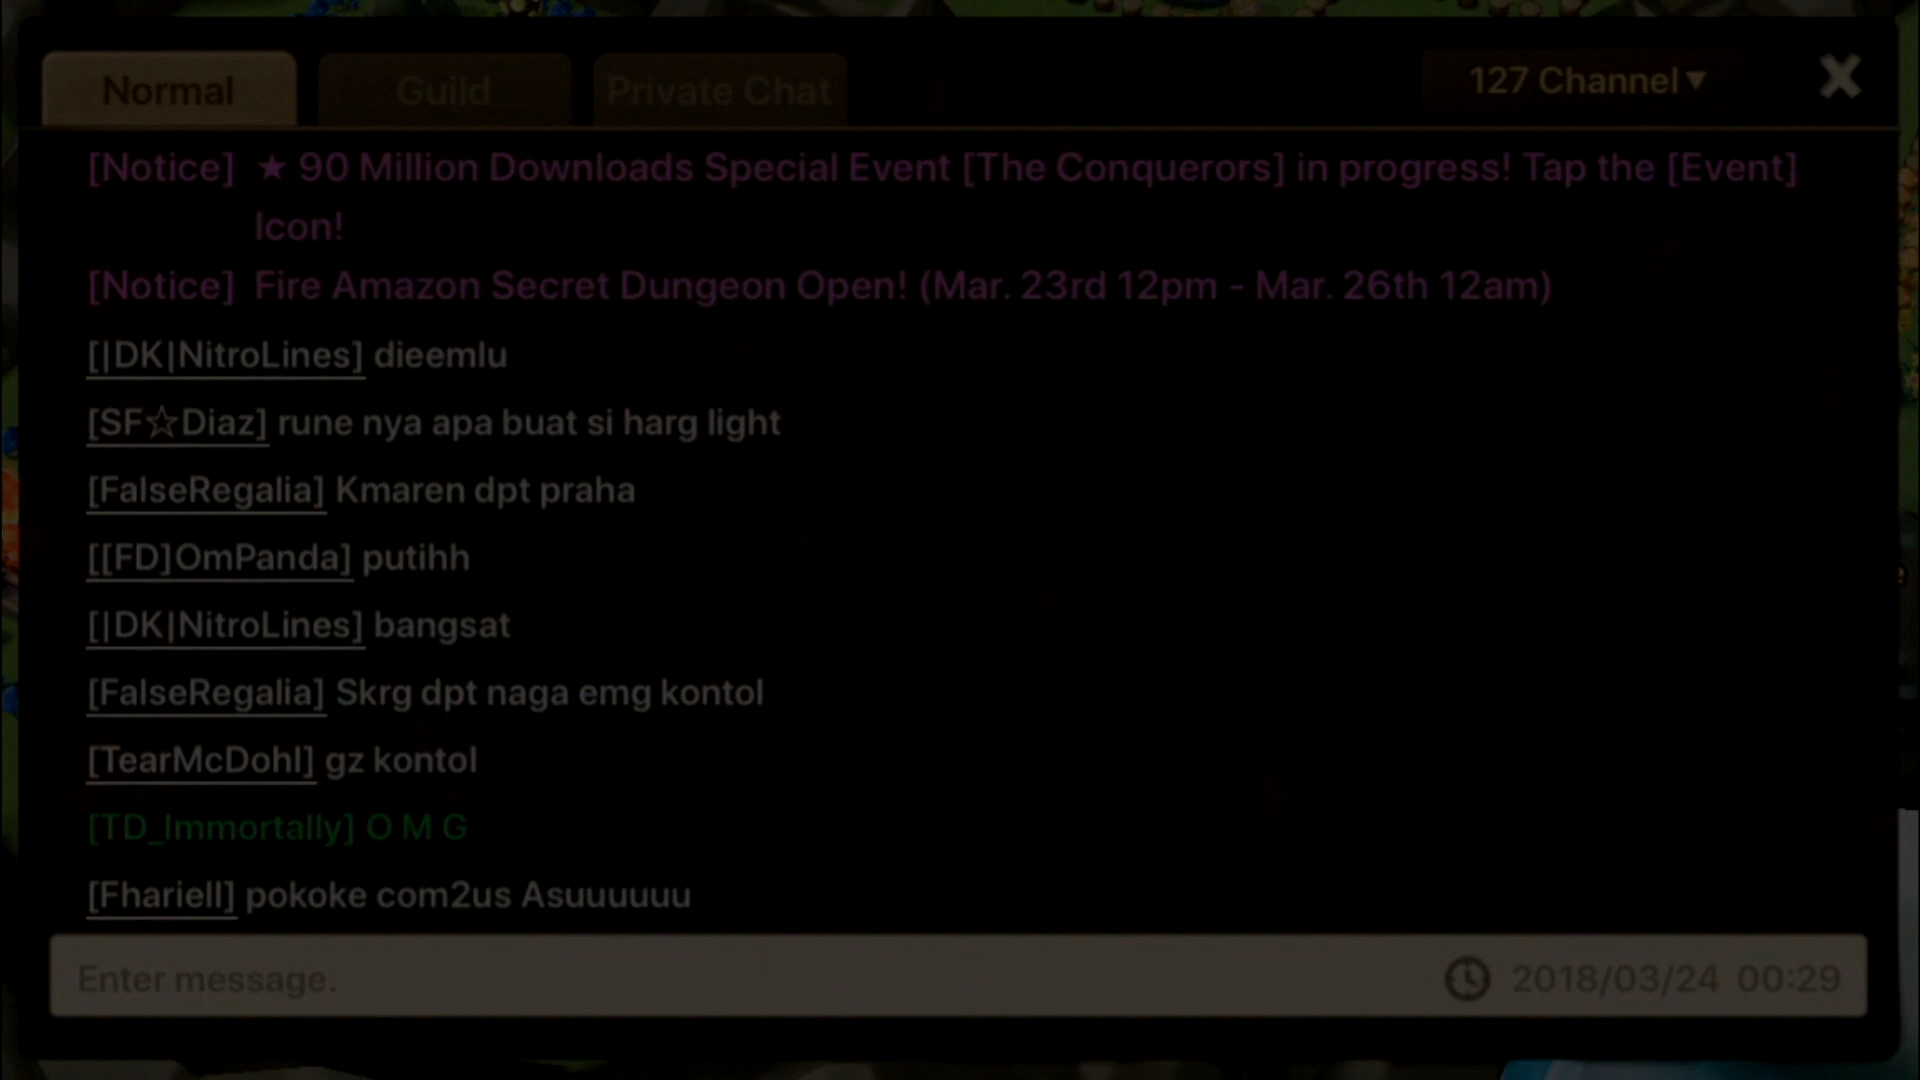 Normal Guild Private Chat 127 Channel▼
[Notice] ★ 90 Million Downloads Special Event [The Conquerors] in progress! Tap the [Event]
Icon!
[Notice] Fire Amazon Secret Dungeon Open! (Mar. 23rd 12pm - Mar. 26th 12am)
[|DK|NitroLines] dieemlu
[SF☆Diaz] rune nya apa buat si harg light
[FalseRegalia] Kmaren dpt praha
[[FD]OmPanda] putihh
[|DK|NitroLines] bangsat
[FalseRegalia] Skrg dpt naga emg kontol
[TearMcDohl] gz kontol
[TD_Immortally] O M G
[Fhariell] pokoke com2us Asuuuuuu
Enter message. 2018/03/24 00:29